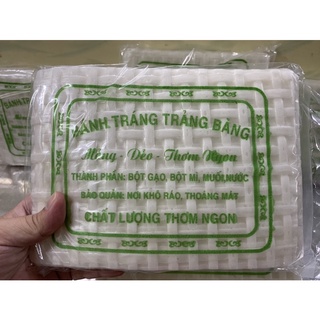 BÁNH TRÁNG TRẢNG BÀNG
Mỏng - Dẻo - Thơm Ngon
THÀNH PHẦN: BỘT GẠO, BỘT MÌ, MUỐI,NƯỚC
BẢO QUẢN: NƠI KHÔ RÁO, THOÁNG MÁT
CHẤT LƯỢNG THƠM NGON